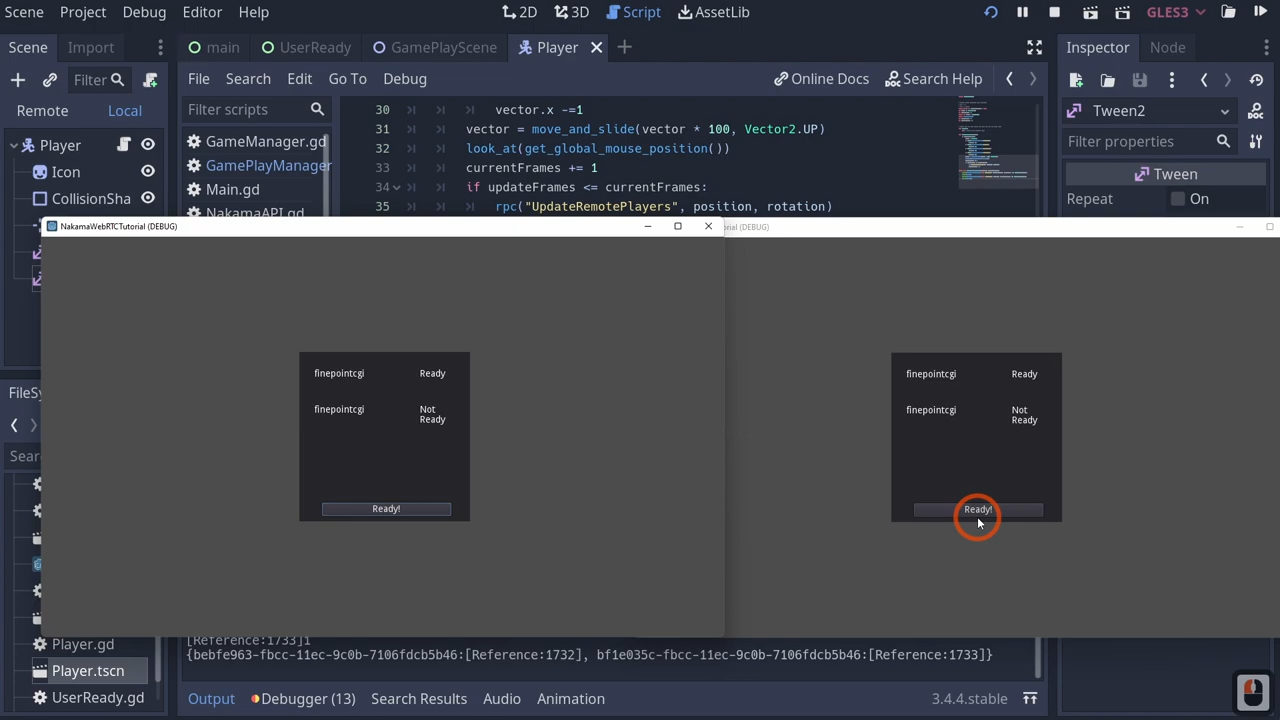 Scene Project Debug Editor Help
2D 3D Script AssetLib
GLES3
Scene Import
main UserReady GamePlayScene Player
Inspector Node
Filter
File Search Edit Go To Debug
Online Docs Search Help
Remote Local
Filter scripts
Tween2
Player
GameManager.gd
Filter properties
Icon
GamePlayManager
Tween
CollisionSha
Main.gd
Repeat On
NakamaAPI.gd
30 vector.x -=1
31 vector = move_and_slide(vector * 100, Vector2.UP)
32 look_at(get_global_mouse_position())
33 currentFrames += 1
34 if updateFrames <= currentFrames:
35 rpc("UpdateRemotePlayers", position, rotation)
NakamaWebRTCTutorial (DEBUG)
rial (DEBUG)
finepointcgi Ready
finepointcgi Not
Ready
Ready!
finepointcgi Ready
finepointcgi Not
Ready
Ready!
FileSy
Sear
Player.gd
Player.tscn
UserReady.gd
[Reference:1733]1
{bebfe963-fbcc-11ec-9c0b-7106fdcb5b46:[Reference:1732], bf1e035c-fbcc-11ec-9c0b-7106fdcb5b46:[Reference:1733]}
Output Debugger (13) Search Results Audio Animation
3.4.4.stable